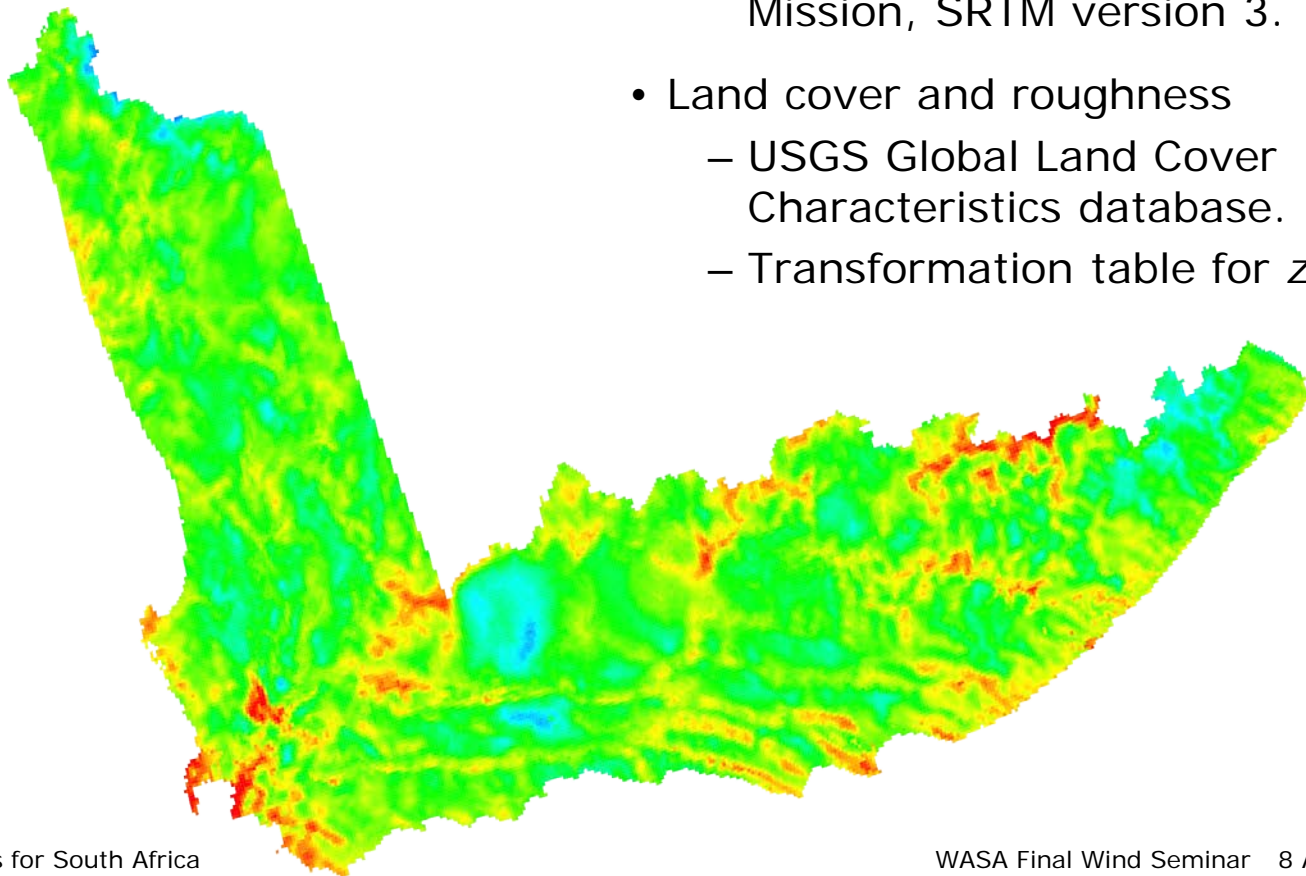 Mission, SRTM version 3.
• Land cover and roughness
– USGS Global Land Cover
Characteristics database.
– Transformation table for z
s for South Africa
WASA Final Wind Seminar 8 A